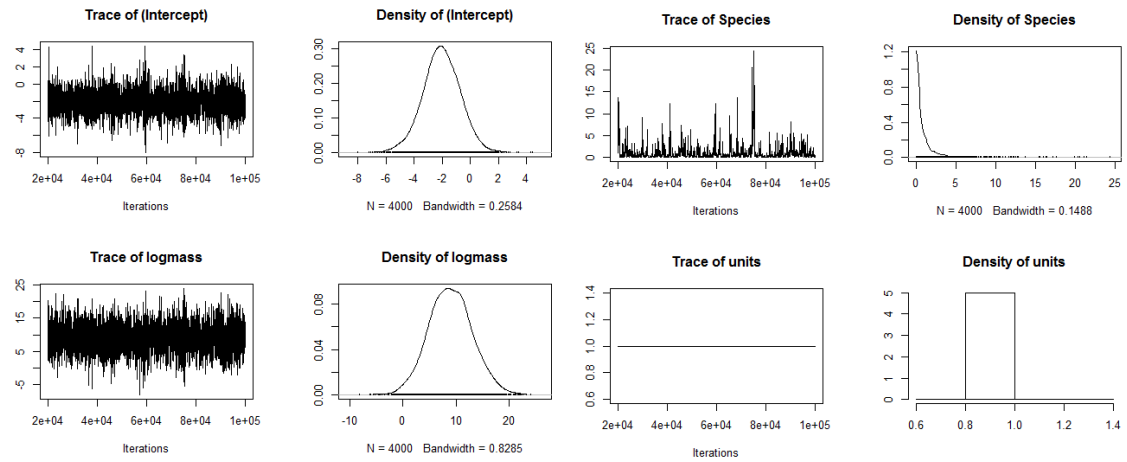 Trace of (Intercept)
4
0
-4
-8
2e+04 4e+04 6e+04 8e+04 1e+05
Iterations
Density of (Intercept)
0.30
0.20
0.10
0.00
-8 -6 -4 -2 0 2 4
N = 4000 Bandwidth = 0.2584
Trace of Species
25
20
15
10
5
0
2e+04 4e+04 6e+04 8e+04 1e+05
Iterations
Density of Species
1.2
0.8
0.4
0.0
0 5 10 15 20 25
N = 4000 Bandwidth = 0.1488
Trace of logmass
25
15
5
-5
2e+04 4e+04 6e+04 8e+04 1e+05
Iterations
Density of logmass
0.08
0.04
0.00
-10 0 10 20
N = 4000 Bandwidth = 0.8285
Trace of units
1.4
1.2
1.0
0.8
0.6
2e+04 4e+04 6e+04 8e+04 1e+05
Iterations
Density of units
5
4
3
2
1
0
0.6 0.8 1.0 1.2 1.4